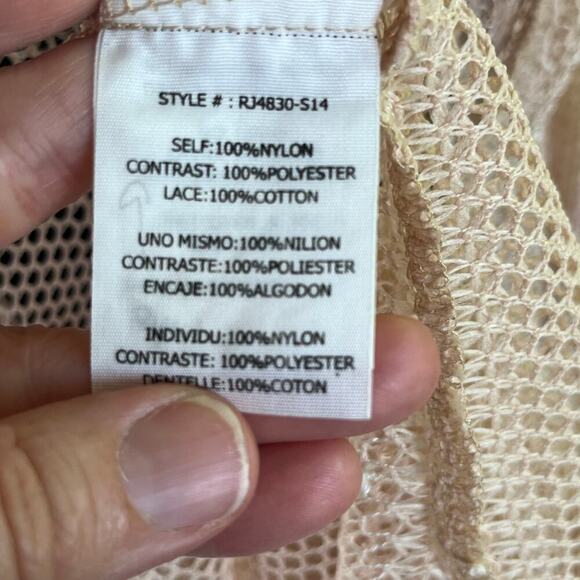 STYLE # : RJ4830-S14
SELF:100%NYLON
CONTRAST: 100%POLYESTER
LACE:100%COTTON
UNO MISMO:100%NILION
CONTRASTE:100%POLIESTER
ENCAJE:100%ALGODON
INDIVIDU:100%NYLON
CONTRASTE: 100%POLYESTER
DENTELLE:100%COTON